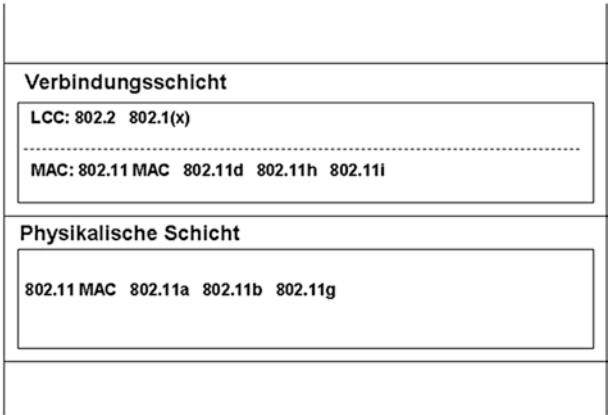 Verbindungsschicht
LCC: 802.2 802.1(x)
MAC: 802.11 MAC 802.11d 802.11h 802.11i
Physikalische Schicht
802.11 MAC 802.11a 802.11b 802.11g